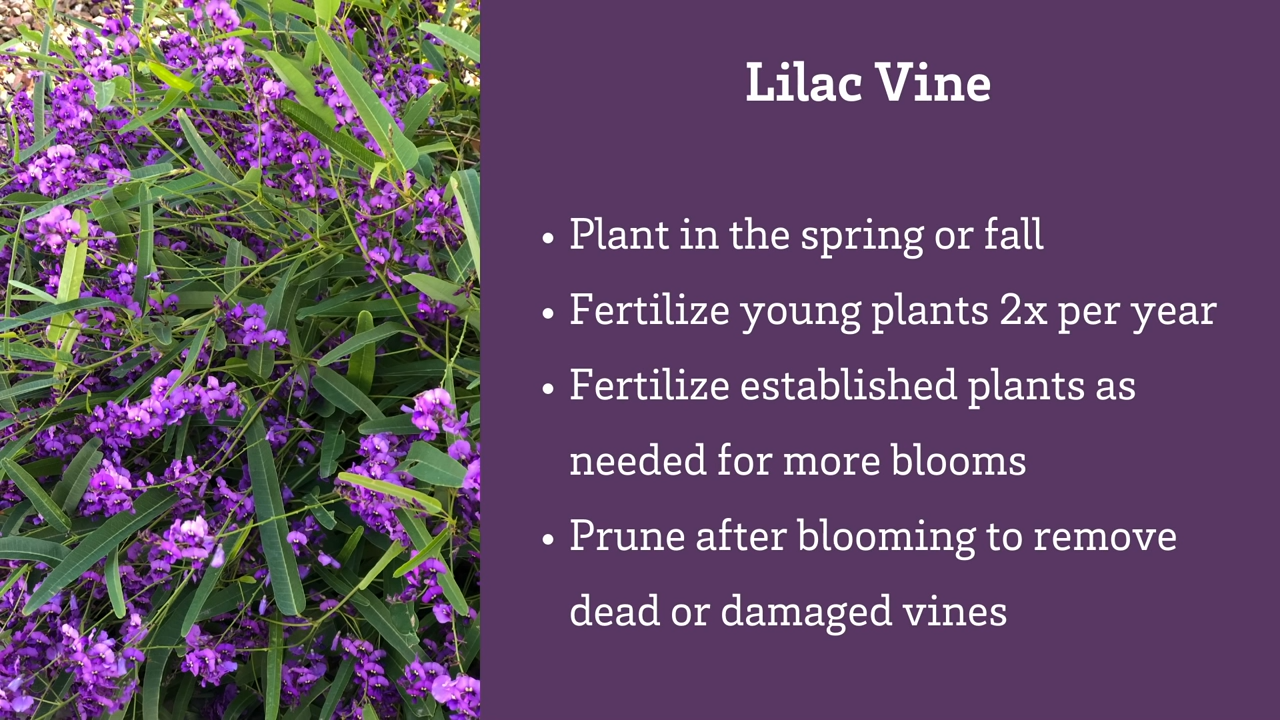 Lilac Vine
• Plant in the spring or fall
• Fertilize young plants 2x per year
• Fertilize established plants as
needed for more blooms
• Prune after blooming to remove
dead or damaged vines